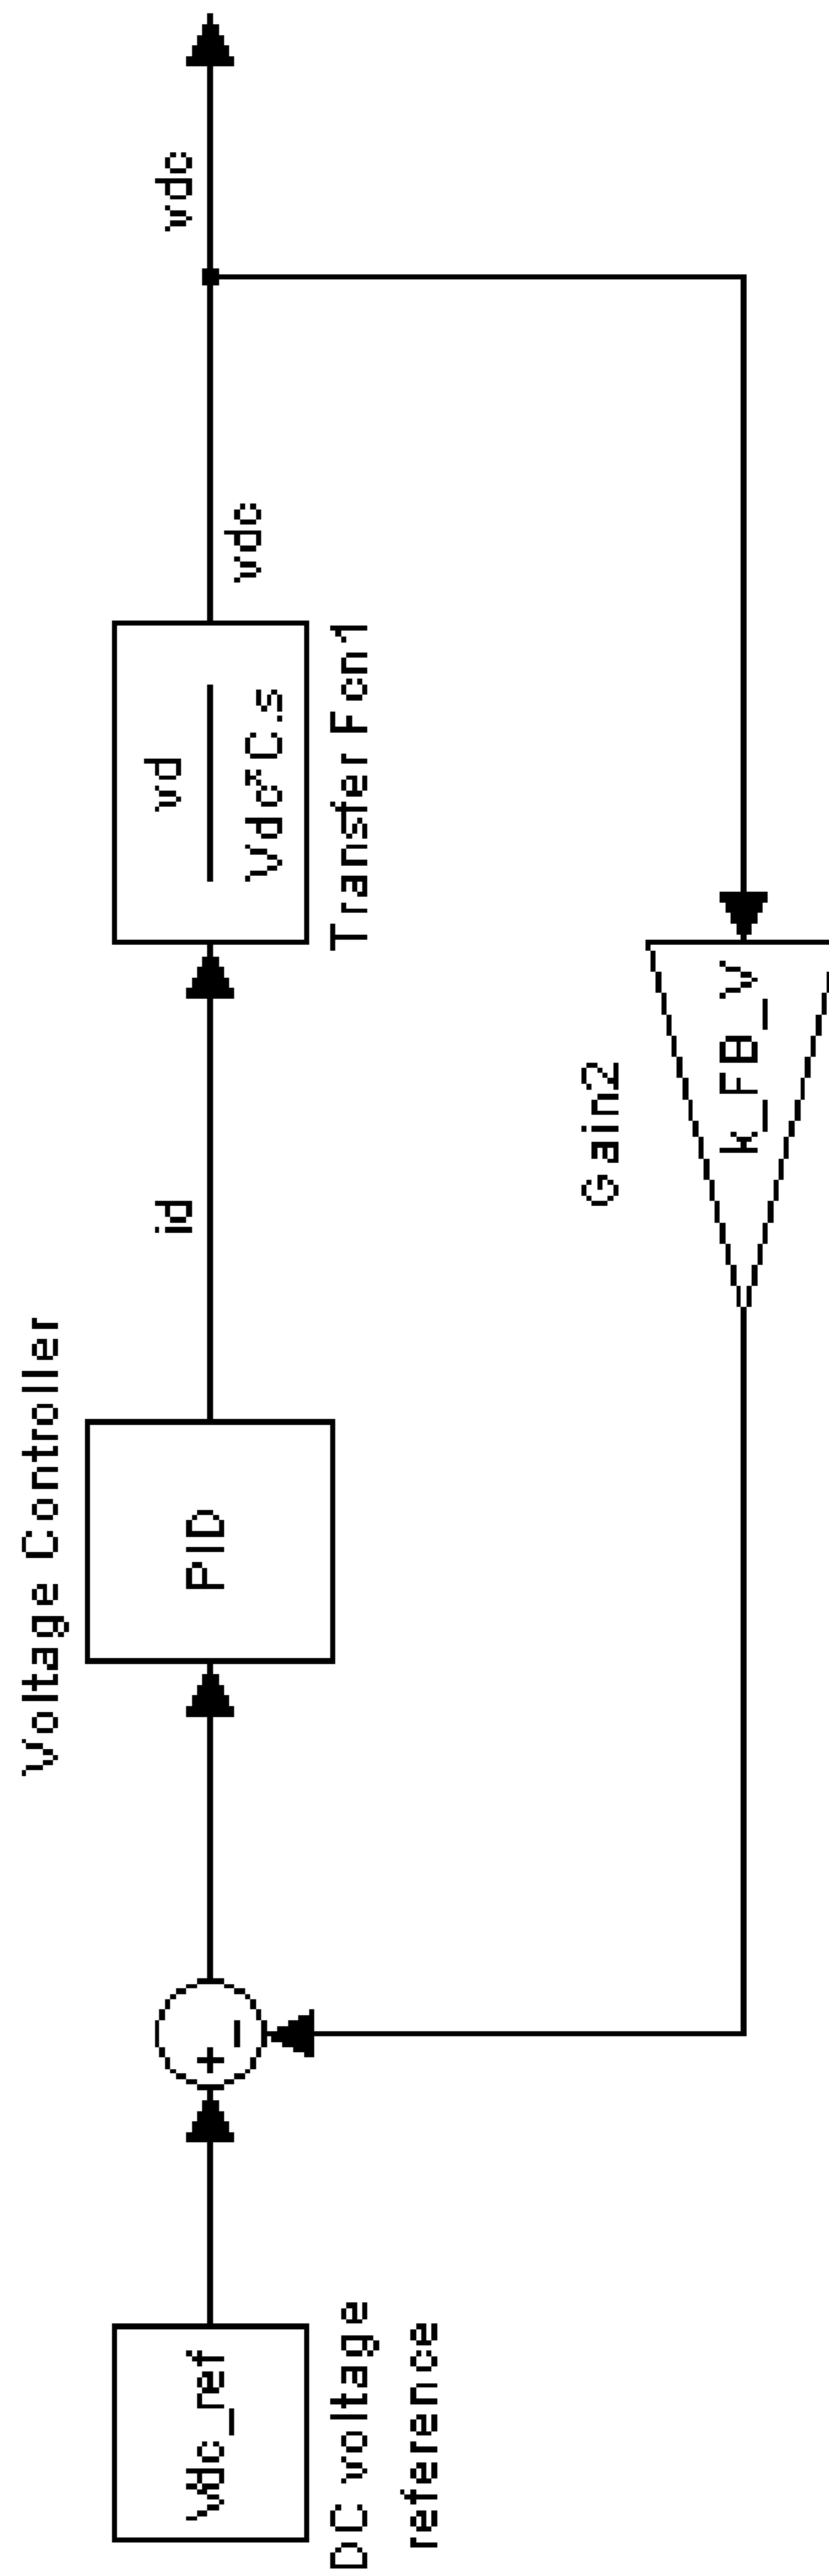 Voltage Controller
vdc
id
vd
Vdc*C.s
vdc
PID
+
−
Vdc_ref
Transfer Fcn1
DC voltage
reference
Gain2
k_FB_V